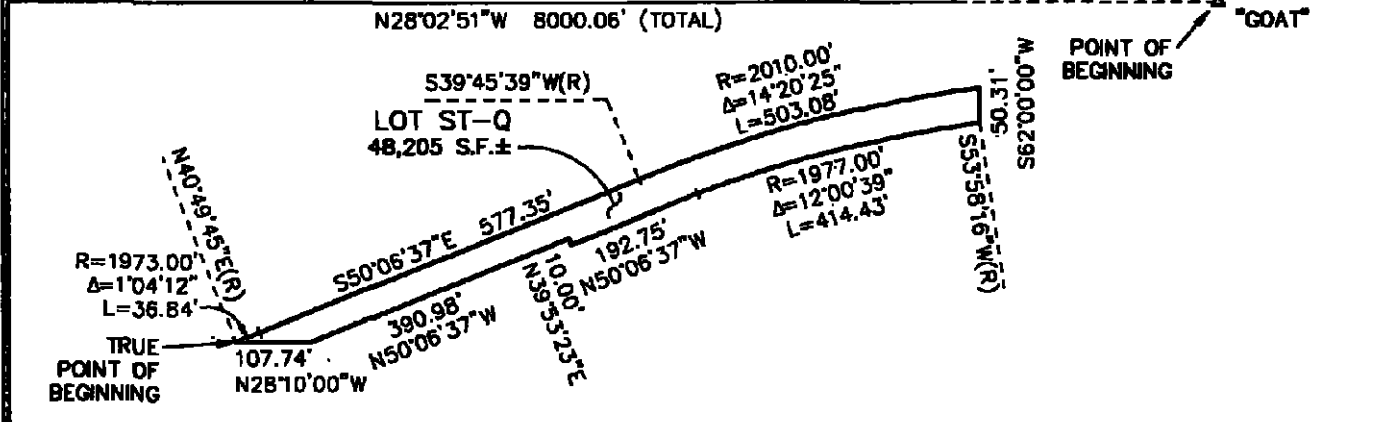 N28°02'51"W 8000.06' (TOTAL)
"GOAT"
POINT OF
BEGINNING
S39°45'39"W(R)
R=2010.00'
Δ=14°20'25"
L=503.08'
LOT ST-Q
48,205 S.F.±
50.31'
S62°00'00"W
N40°49'45"E(R)
S50°06'37"E 577.35'
R=1977.00'
Δ=12°00'39"
L=414.43'
S53°58'16"W(R)
R=1973.00'
Δ=1°04'12"
L=36.84'
192.75'
N50°06'37"W
10.00'
N39°53'23"E
390.98'
N50°06'37"W
TRUE
POINT OF
BEGINNING
107.74'
N28°10'00"W